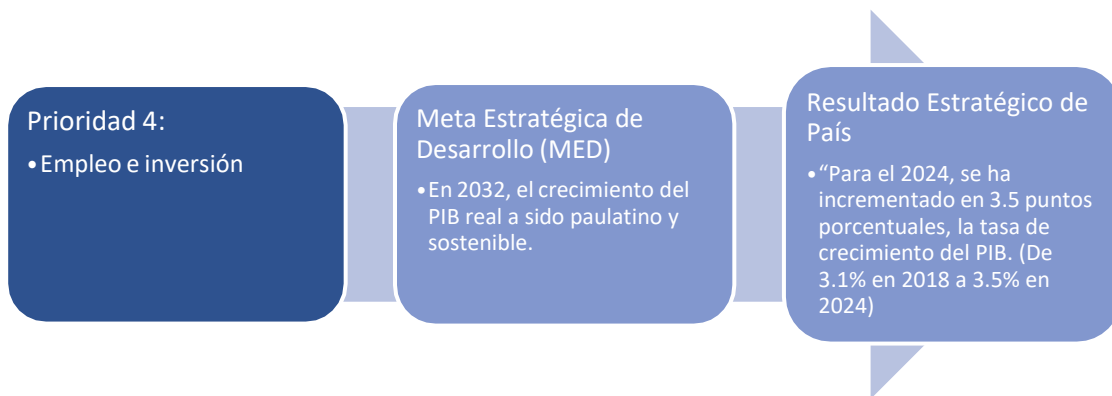 Prioridad 4:
•Empleo e inversión
Meta Estratégica de
Desarrollo (MED)
•En 2032, el crecimiento del
PIB real a sido paulatino y
sostenible.
Resultado Estratégico de
País
•“Para el 2024, se ha
incrementado en 3.5 puntos
porcentuales, la tasa de
crecimiento del PIB. (De
3.1% en 2018 a 3.5% en
2024)